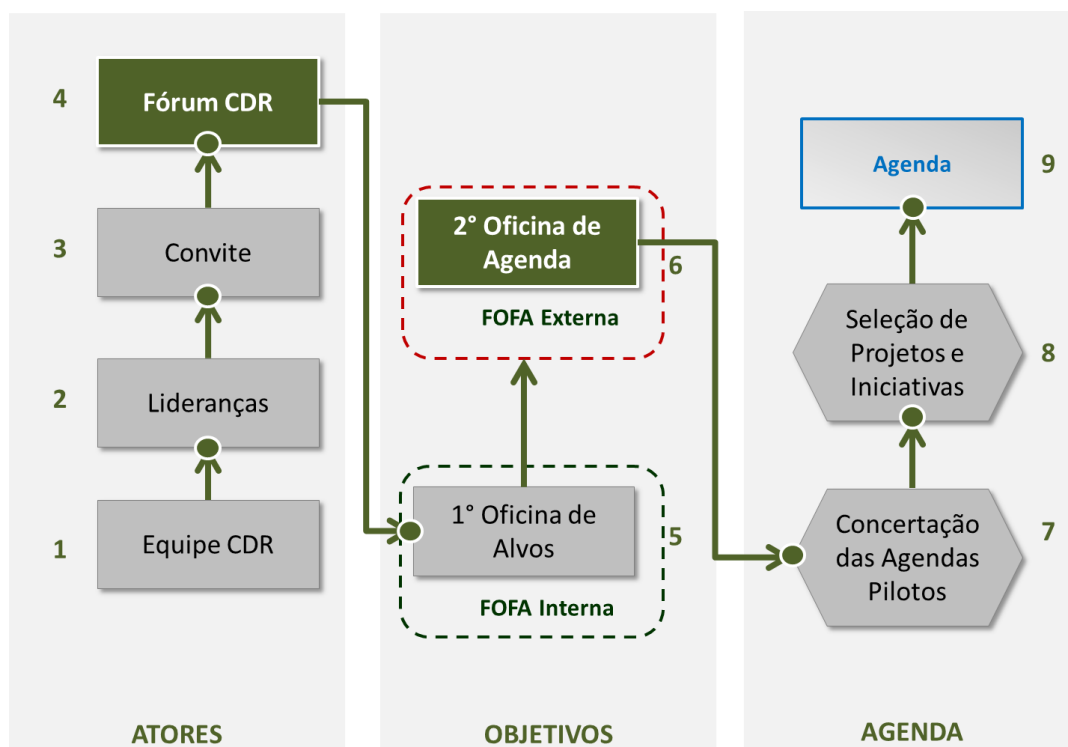 4
Fórum CDR
3
Convite
2
Lideranças
1
Equipe CDR
ATORES
2° Oficina de
Agenda
6
FOFA Externa
1° Oficina de
Alvos
5
FOFA Interna
OBJETIVOS
Agenda
9
Seleção de
Projetos e
Iniciativas
8
Concertação
das Agendas
Pilotos
7
AGENDA